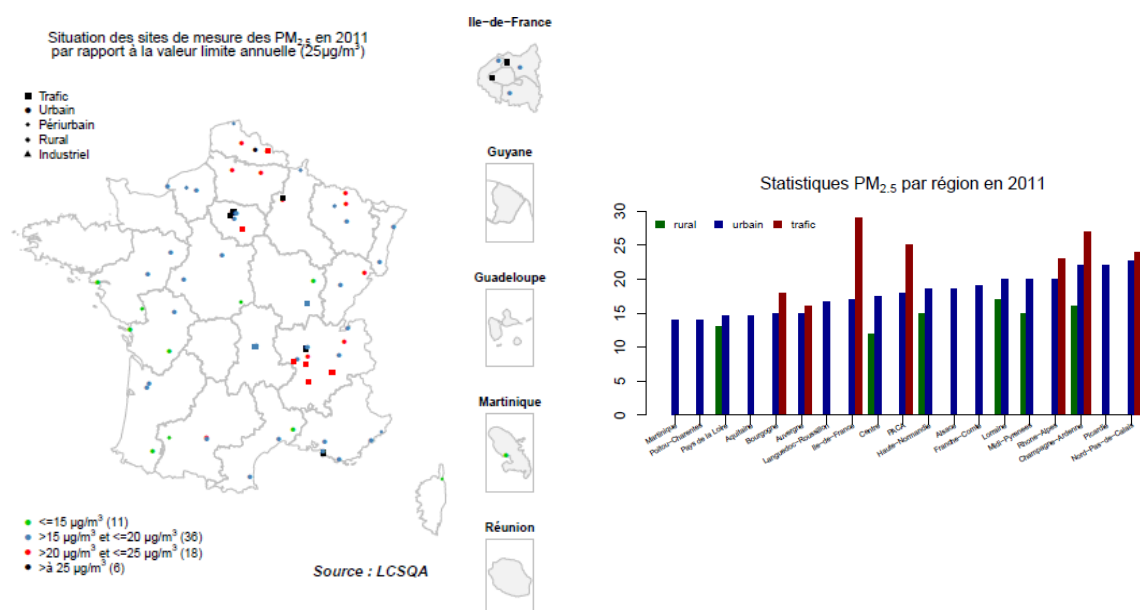 Situation des sites de mesure des PM2.5 en 2011
par rapport à la valeur limite annuelle (25µg/m3)
Trafic
Urbain
Périurbain
Rural
Industriel
<=15 µg/m3 (11)
>15 µg/m3 et <=20 µg/m3 (36)
>20 µg/m3 et <=25 µg/m3 (18)
>à 25 µg/m3 (6)
Source : LCSQA
Ile-de-France
Guyane
Guadeloupe
Martinique
Réunion
Statistiques PM2.5 par région en 2011
rural urbain trafic
30
25
20
15
10
5
0
Martinique
Poitou-Charentes
Pays de la Loire
Aquitaine
Bourgogne
Auvergne
Languedoc-Roussillon
Ile-de-France
Centre
PACA
Haute-Normandie
Alsace
Franche-Comté
Lorraine
Midi-Pyrenees
Rhone-Alpes
Champagne-Ardenne
Picardie
Nord-Pas-de-Calais